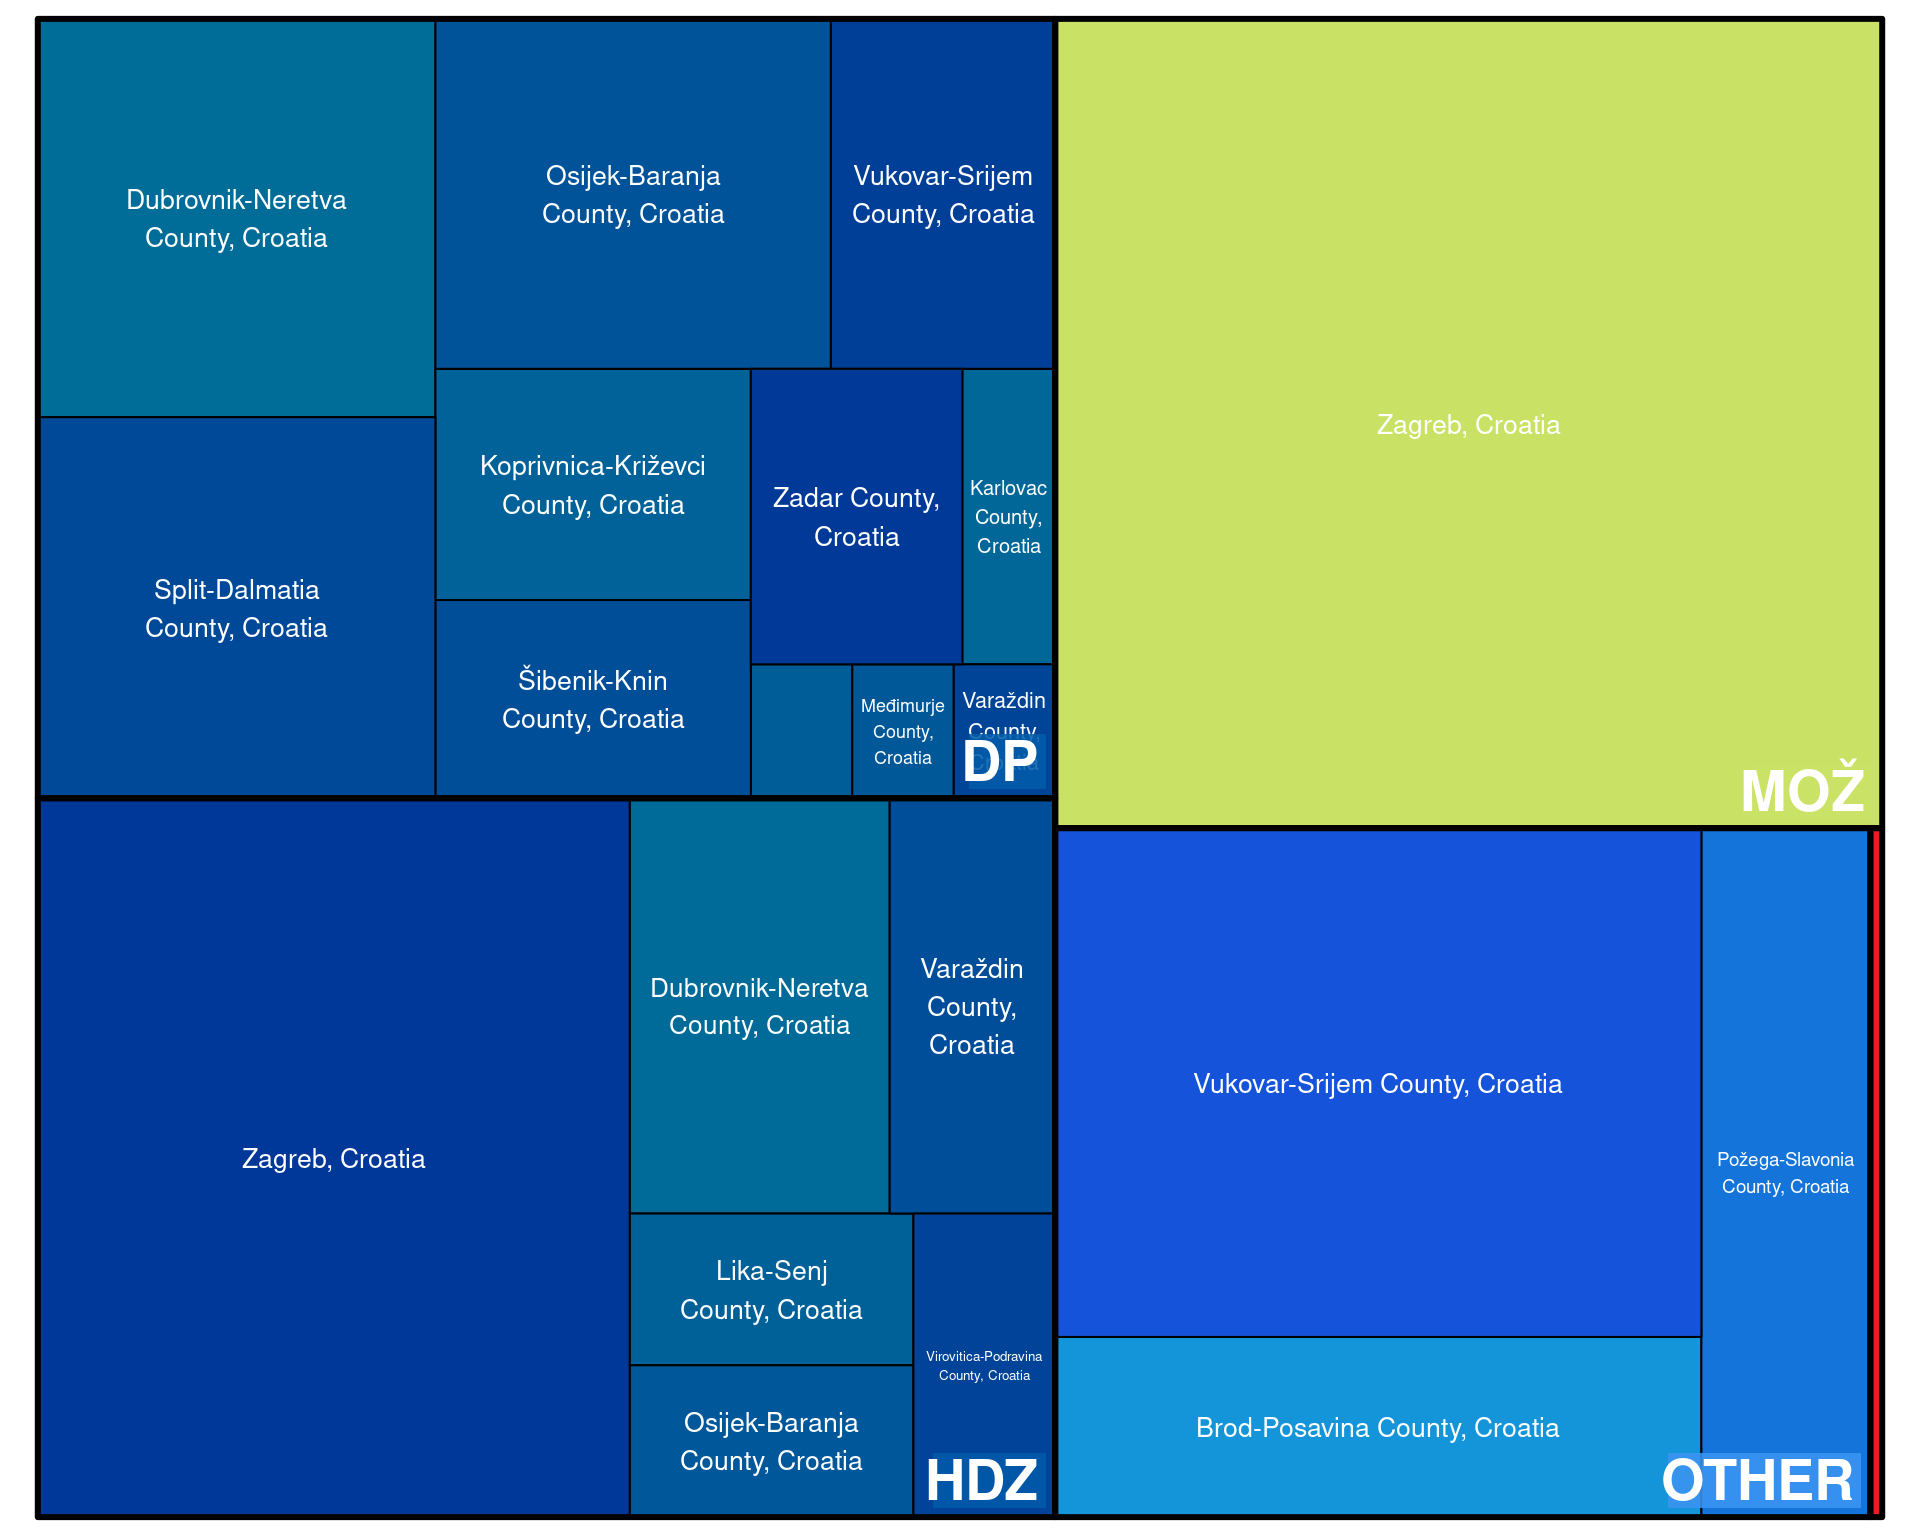 Dubrovnik-Neretva
County, Croatia
Osijek-Baranja
County, Croatia
Vukovar-Srijem
County, Croatia
Split-Dalmatia
County, Croatia
Koprivnica-Križevci
County, Croatia
Šibenik-Knin
County, Croatia
Zadar County,
Croatia
Karlovac
County,
Croatia
Međimurje
County,
Croatia
Varaždin
County,
Croatia
DP
Zagreb, Croatia
MOŽ
Zagreb, Croatia
Dubrovnik-Neretva
County, Croatia
Varaždin
County,
Croatia
Lika-Senj
County, Croatia
Osijek-Baranja
County, Croatia
Virovitica-Podravina
County, Croatia
HDZ
Vukovar-Srijem County, Croatia
Požega-Slavonia
County, Croatia
Brod-Posavina County, Croatia
OTHER